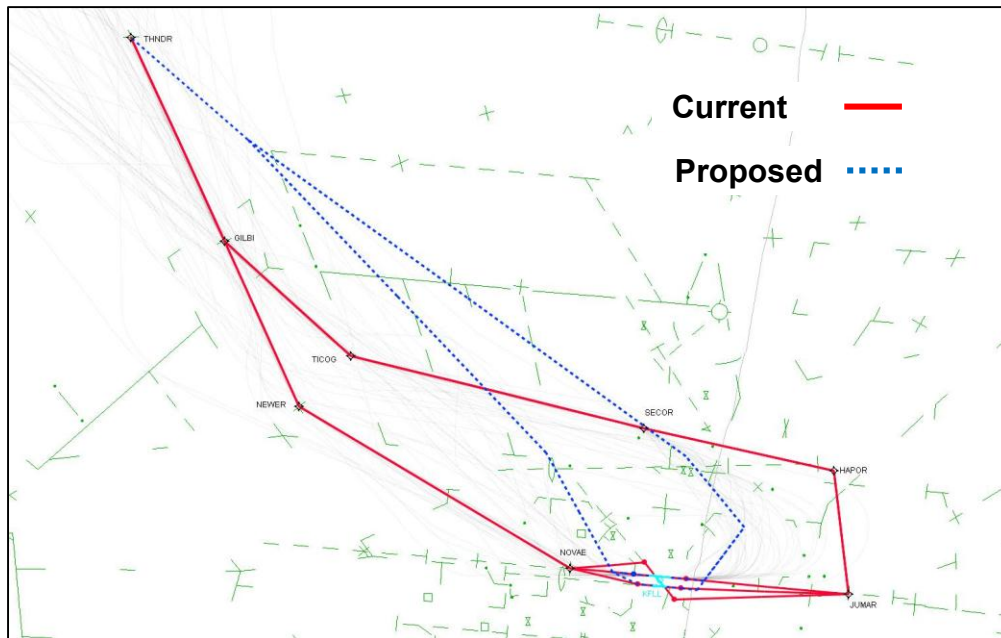 THNDR
Current
Proposed
GILBI
TICOG
NEWER
SECOR
HAPOR
NOVAE
KFLL
JUMAR